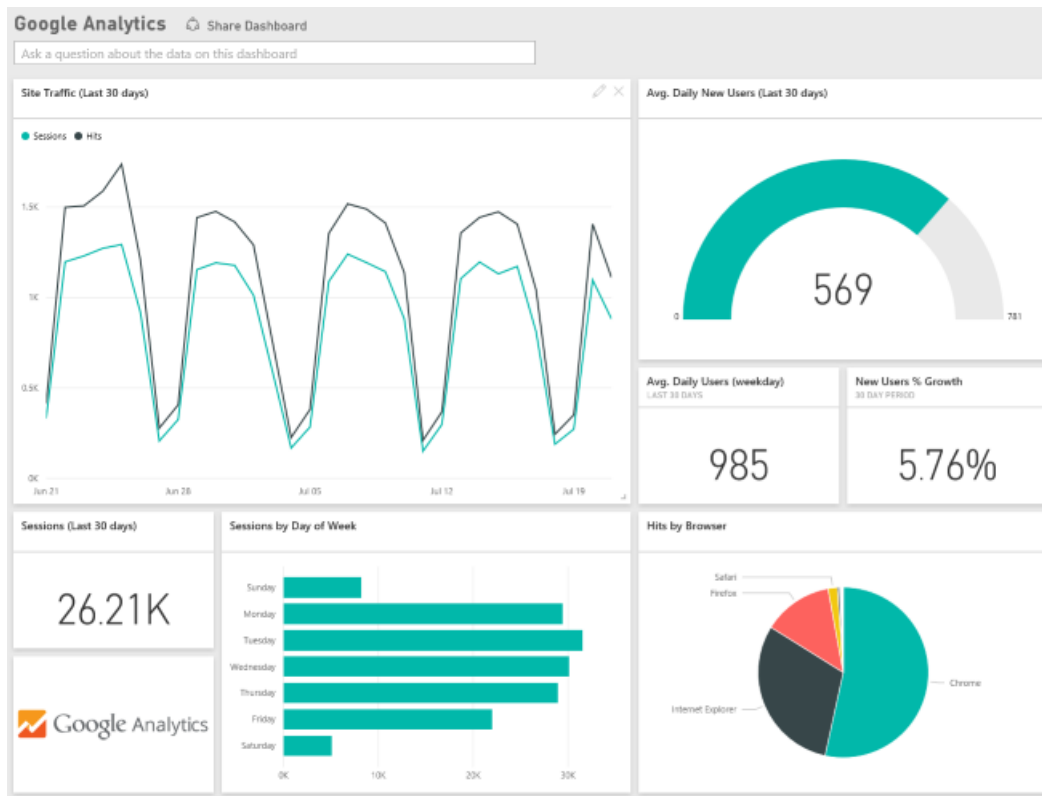 Google Analytics Share Dashboard
Ask a question about the data on this dashboard
Site Traffic (Last 30 days)
Sessions Hits
1.5K
1K
0.5K
0K
Jun 21 Jun 28 Jul 05 Jul 12 Jul 19
Avg. Daily New Users (Last 30 days)
569
0 781
Avg. Daily Users (weekday)
LAST 30 DAYS
985
New Users % Growth
30 DAY PERIOD
5.76%
Sessions (Last 30 days)
26.21K
Google Analytics
Sessions by Day of Week
Sunday
Monday
Tuesday
Wednesday
Thursday
Friday
Saturday
0K 10K 20K 30K
Hits by Browser
Safari
Firefox
Chrome
Internet Explorer